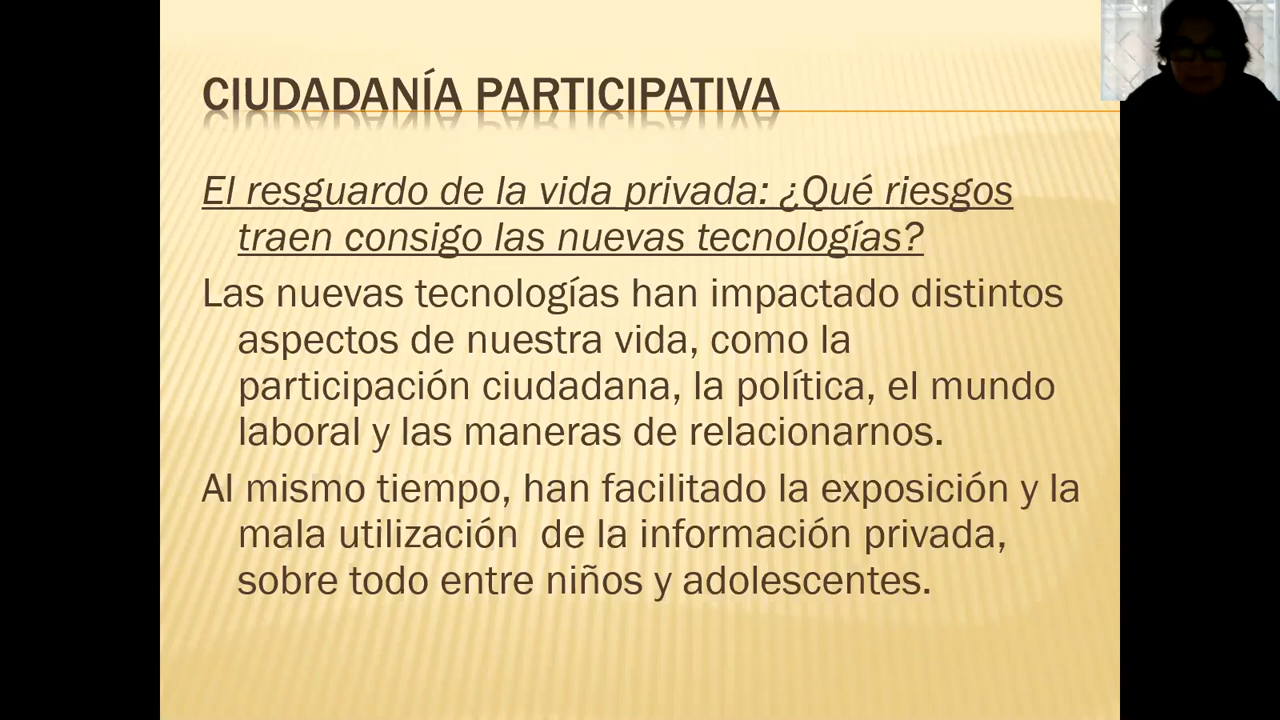 CIUDADANÍA PARTICIPATIVA
El resguardo de la vida privada: ¿Qué riesgos
traen consigo las nuevas tecnologías?
Las nuevas tecnologías han impactado distintos
aspectos de nuestra vida, como la
participación ciudadana, la política, el mundo
laboral y las maneras de relacionarnos.
Al mismo tiempo, han facilitado la exposición y la
mala utilización  de la información privada,
sobre todo entre niños y adolescentes.